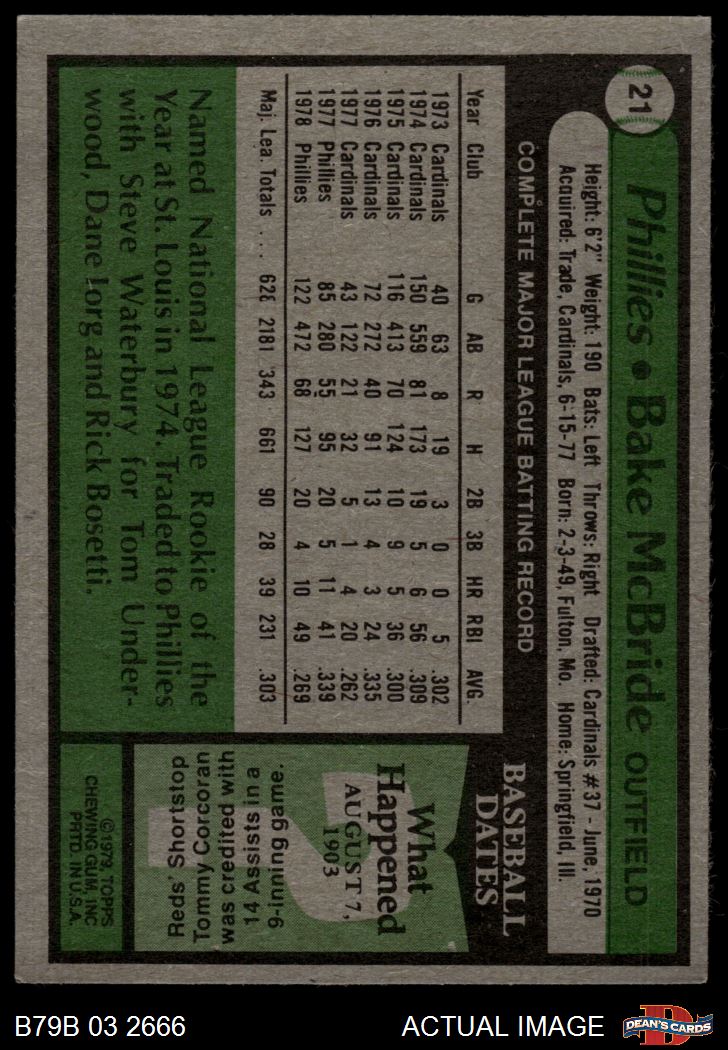 21
Phillies • Bake McBride OUTFIELD
Height: 6'2" Weight: 190 Bats: Left Throws: Right Drafted: Cardinals #37 - June, 1970
Acquired: Trade, Cardinals, 6-15-77 Born: 2-3-49, Fulton, Mo. Home: Springfield, Ill.
COMPLETE MAJOR LEAGUE BATTING RECORD
Year Club G AB R H 2B 3B HR RBI AVG.
1973 Cardinals 40 63 8 19 3 0 0 5 .302
1974 Cardinals 150 559 81 173 19 5 6 56 .309
1975 Cardinals 116 413 70 124 10 9 5 36 .300
1976 Cardinals 72 272 40 91 13 4 3 24 .335
1977 Cardinals 43 122 21 32 5 1 4 20 .262
1977 Phillies 85 280 55 95 20 5 11 41 .339
1978 Phillies 122 472 68 127 20 4 10 49 .269
Maj. Lea. Totals . . . 628 2181 343 661 90 28 39 231 .303
Named National League Rookie of the
Year at St. Louis in 1974. Traded to Phillies
with Steve Waterbury for Tom Under-
wood, Dane Iorg and Rick Bosetti.
BASEBALL
DATES
What
Happened
AUGUST 7,
1903
Reds' Shortstop
Tommy Corcoran
was credited with
14 Assists in a
9-inning game.
©1979, TOPPS
CHEWING GUM, INC
PRTD. IN U.S.A.
B79B 03 2666
ACTUAL IMAGE
D
DEAN'S CARDS